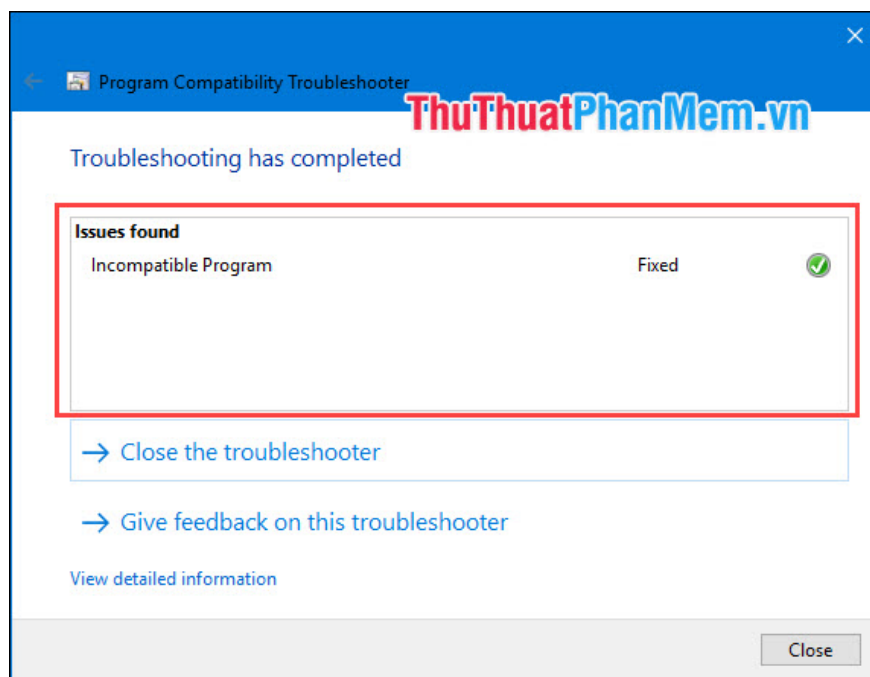 Program Compatibility Troubleshooter
ThuThuatPhanMem.vn
Troubleshooting has completed
Issues found
Incompatible Program Fixed
Close the troubleshooter
Give feedback on this troubleshooter
View detailed information
Close